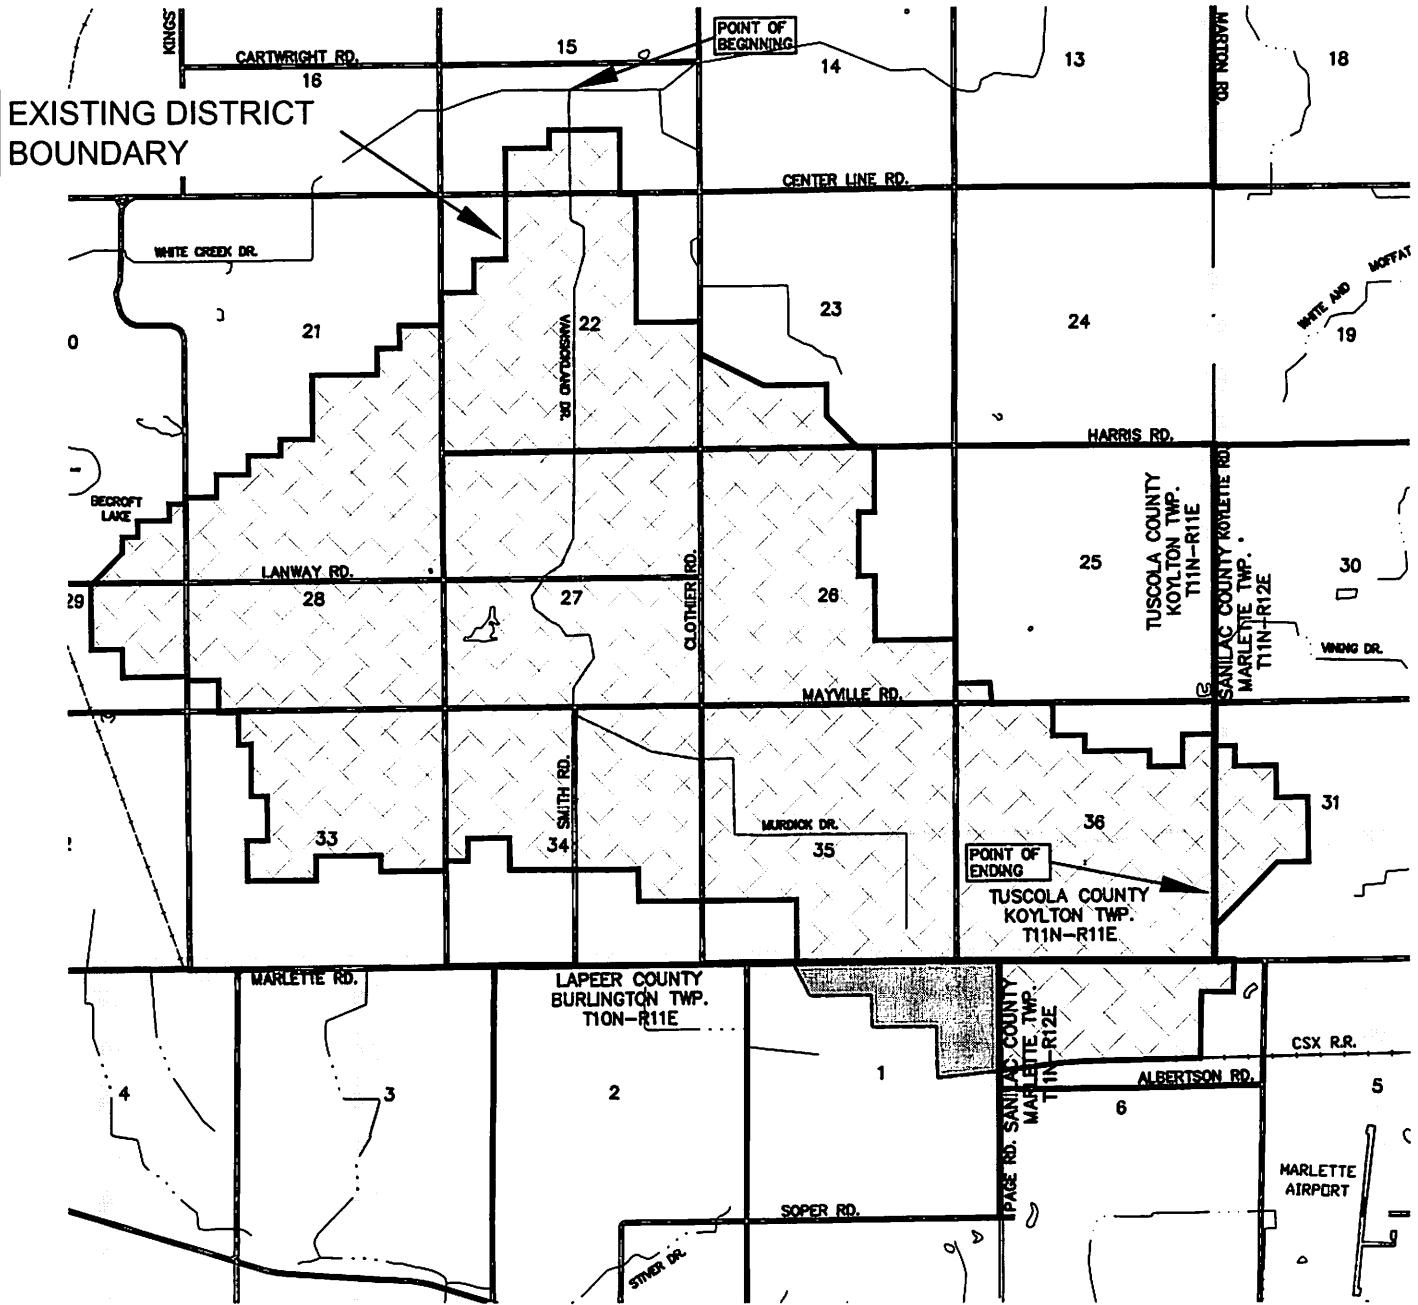 KINGS
CARTWRIGHT RD.
15
16
POINT OF
BEGINNING
14
13
MARTON RD.
18
EXISTING DISTRICT
BOUNDARY
CENTER LINE RD.
WHITE CREEK DR.
21
22
VANSICKLAND DR.
23
24
WHITE AND MOFFAT
19
0
HARRIS RD.
BECROFT
LAKE
TUSCOLA COUNTY
KOYLTON TWP.
T11N-R11E
SANILAC COUNTY KOYLETTE RD.
MARLETTE TWP.
T11N-R12E
LANWAY RD.
29
28
27
CLOTHIER RD.
26
25
30
VINING DR.
MAYVILLE RD.
SMITH RD.
MURDICK DR.
33
34
35
36
31
POINT OF
ENDING
TUSCOLA COUNTY
KOYLTON TWP.
T11N-R11E
MARLETTE RD.
LAPEER COUNTY
BURLINGTON TWP.
T10N-R11E
PAGE RD. SANILAC COUNTY
MARLETTE TWP.
T11N-R12E
CSX R.R.
ALBERTSON RD.
4
3
2
1
6
5
MARLETTE
AIRPORT
SOPER RD.
STIVER DR.